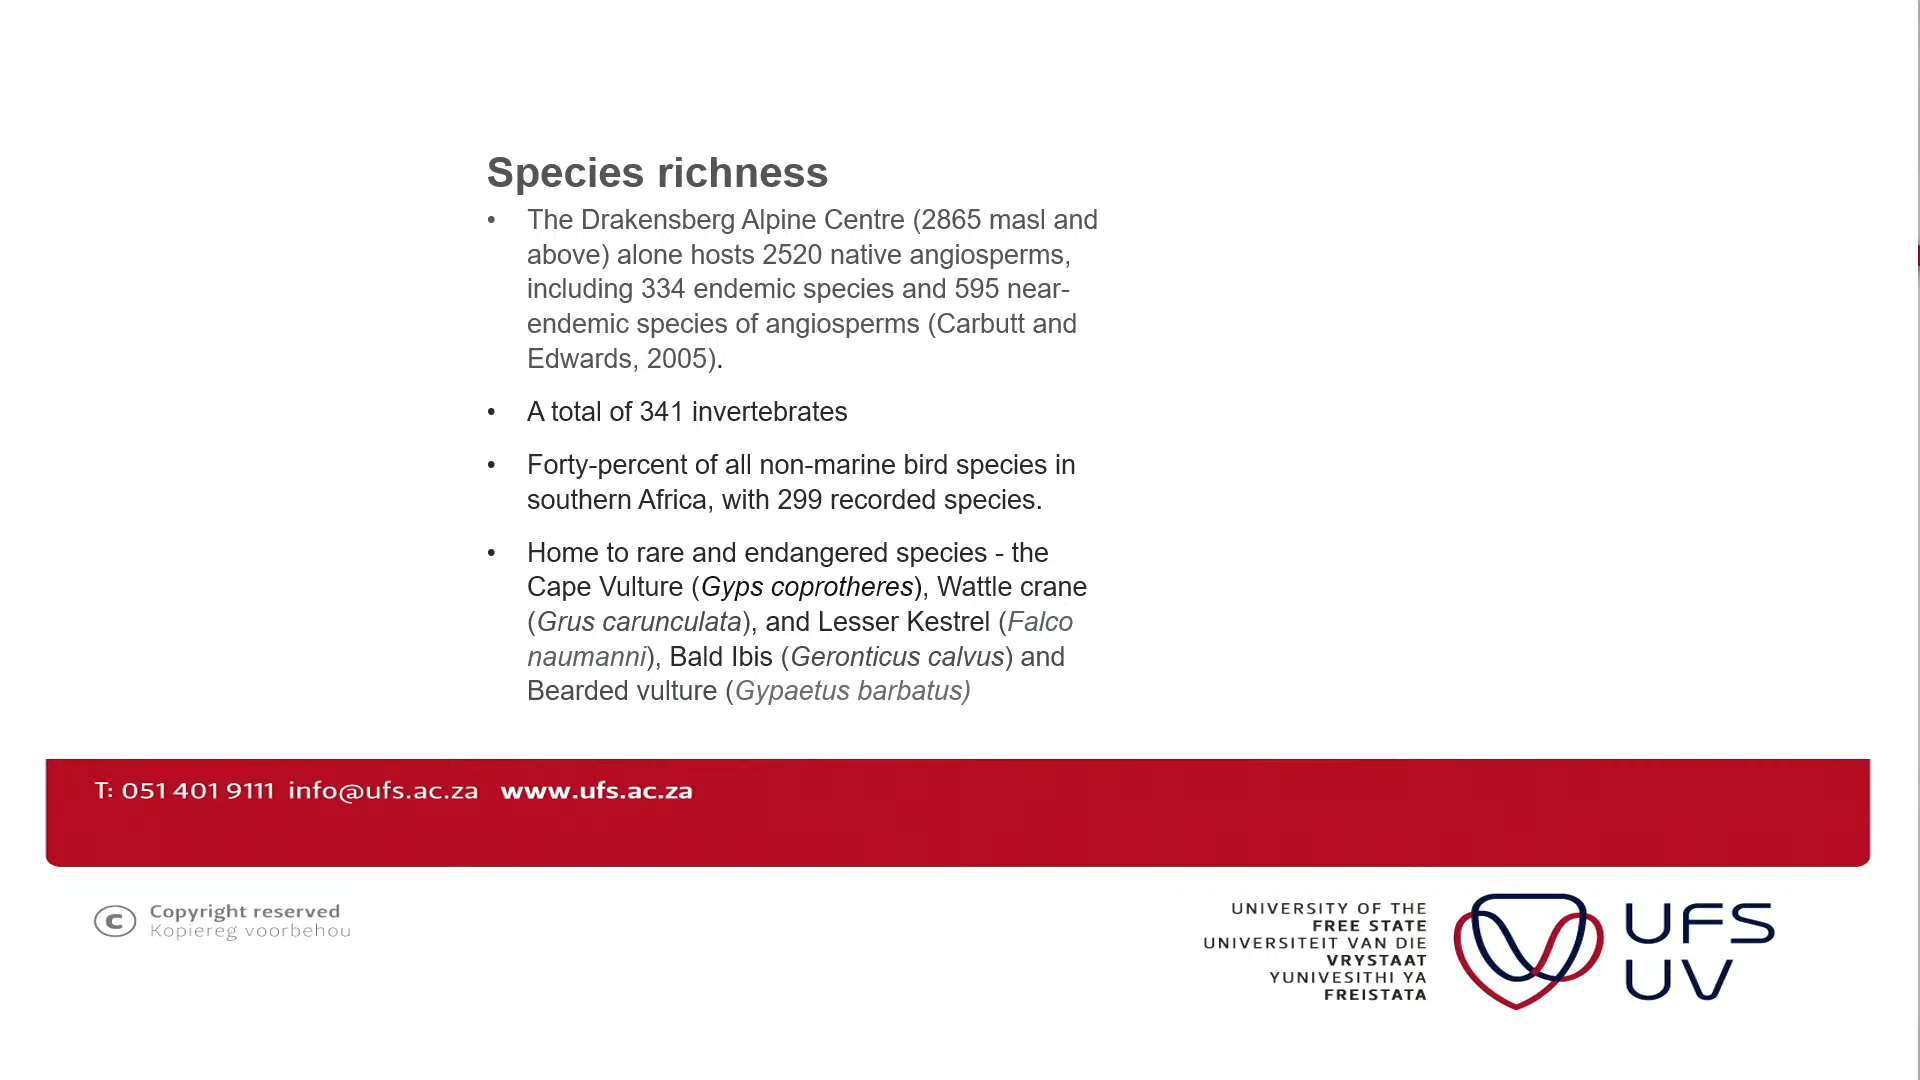 Species richness
• The Drakensberg Alpine Centre (2865 masl and
above) alone hosts 2520 native angiosperms,
including 334 endemic species and 595 near-
endemic species of angiosperms (Carbutt and
Edwards, 2005).
• A total of 341 invertebrates
• Forty-percent of all non-marine bird species in
southern Africa, with 299 recorded species.
• Home to rare and endangered species - the
Cape Vulture (Gyps coprotheres), Wattle crane
(Grus carunculata), and Lesser Kestrel (Falco
naumanni), Bald Ibis (Geronticus calvus) and
Bearded vulture (Gypaetus barbatus)
T: 051 401 9111 info@ufs.ac.za www.ufs.ac.za
C Copyright reserved
Kopiereg voorbehou
UNIVERSITY OF THE
FREE STATE
UNIVERSITEIT VAN DIE
VRYSTAAT
YUNIVESITHI YA
FREISTATA
UFS
UV